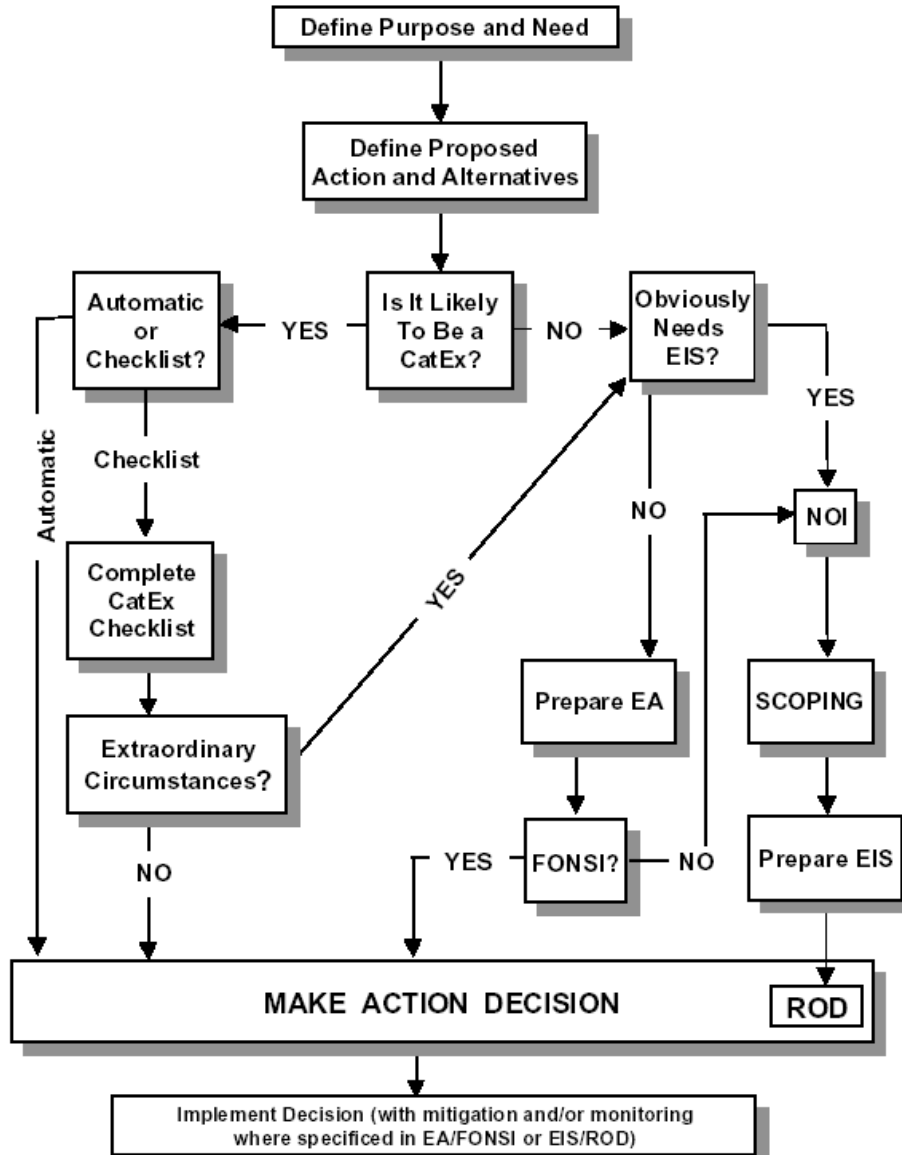 Define Purpose and Need
Define Proposed
Action and Alternatives
Automatic
or
Checklist?
YES
Is It Likely
To Be a
CatEx?
NO
Obviously
Needs
EIS?
YES
Automatic
Checklist
NO
NOI
Complete
CatEx
Checklist
YES
Prepare EA
SCOPING
Extraordinary
Circumstances?
NO
YES
FONSI?
NO
Prepare EIS
MAKE ACTION DECISION
ROD
Implement Decision (with mitigation and/or monitoring
where specificed in EA/FONSI or EIS/ROD)